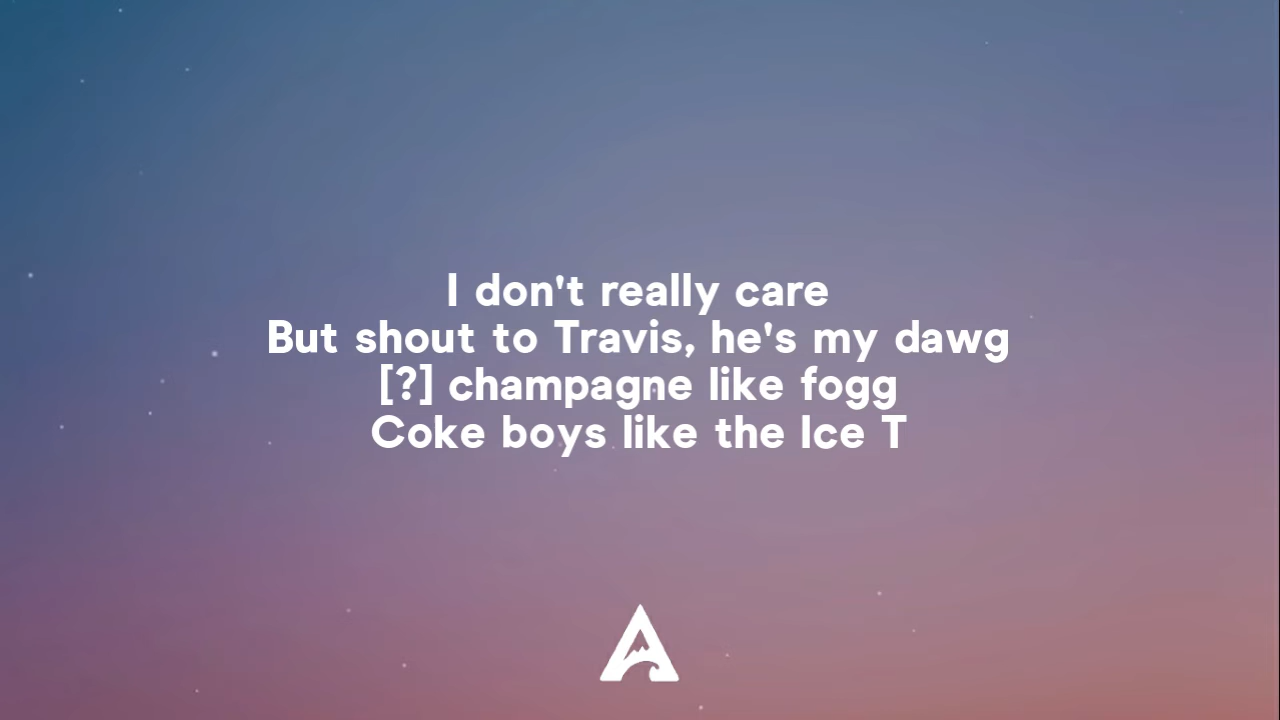 I don't really care
But shout to Travis, he's my dawg
[?] champagne like fogg
Coke boys like the Ice T